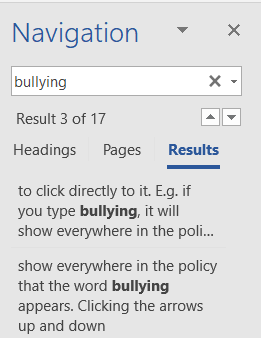 Navigation
bullying
Result 3 of 17
Headings Pages Results
to click directly to it. E.g. if
you type bullying, it will
show everywhere in the poli...
show everywhere in the policy
that the word bullying
appears. Clicking the arrows
up and down